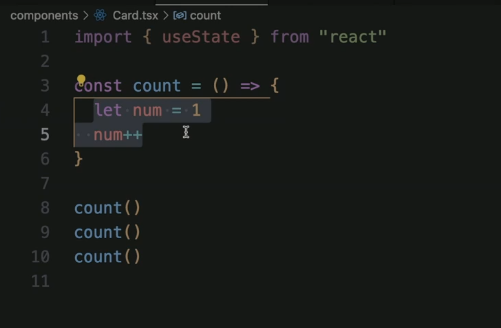 components > Card.tsx > count
1 import { useState } from "react"
2
3 const count = () => {
4 let num = 1
5 num++
6 }
7
8 count()
9 count()
10 count()
11